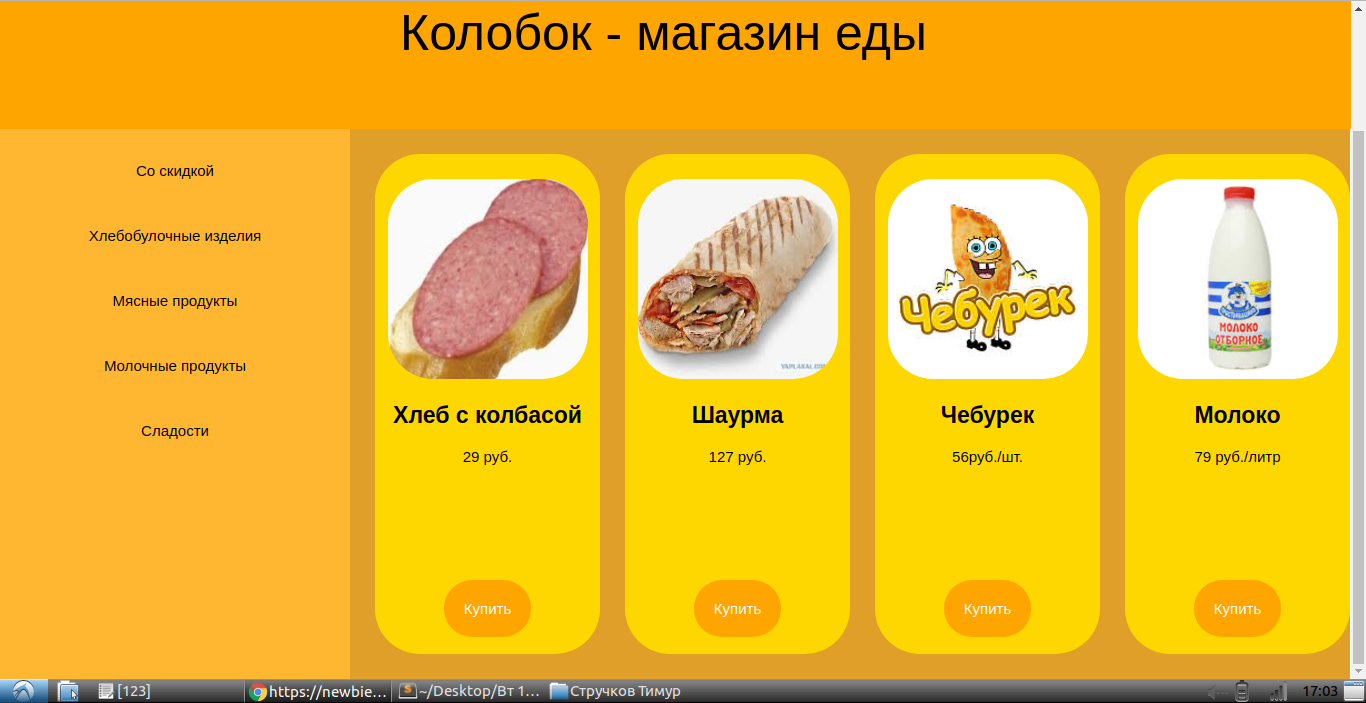 Колобок - магазин еды
Со скидкой
Хлебобулочные изделия
Мясные продукты
Молочные продукты
Сладости
YAPLAKAL.COM
Чебурек
МОЛОКО
ОТБОРНОЕ
Хлеб с колбасой
Шаурма
Чебурек
Молоко
29 руб.
127 руб.
56руб./шт.
79 руб./литр
Купить
Купить
Купить
Купить
[123]
https://newbie...
~/Desktop/Вт 1...
Стручков Тимур
17:03